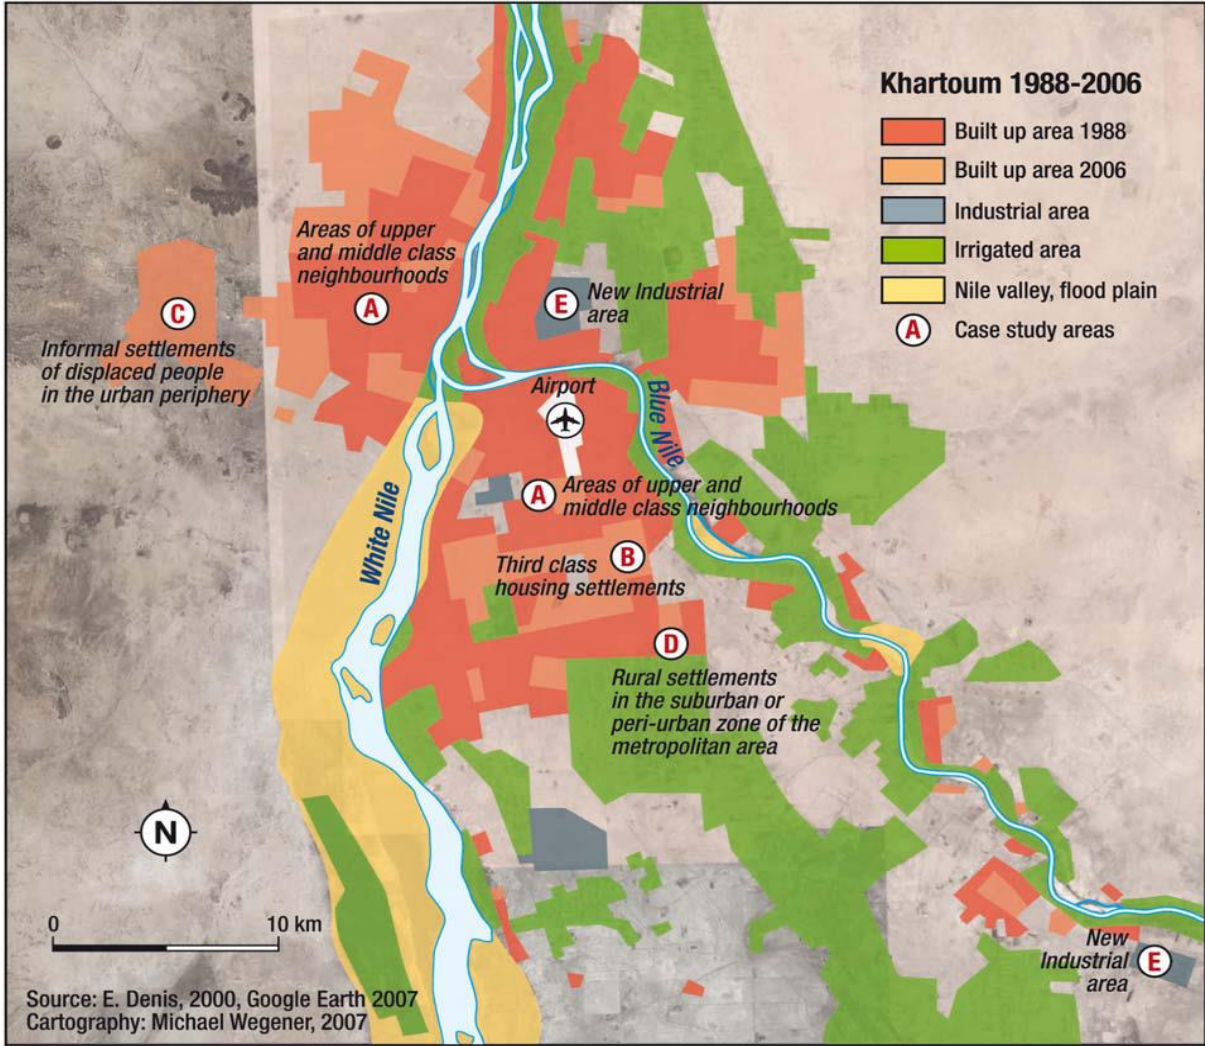 Khartoum 1988-2006
Built up area 1988
Built up area 2006
Industrial area
Irrigated area
Nile valley, flood plain
A
Case study areas
Areas of upper
and middle class
neighbourhoods
A
C
Informal settlements
of displaced people
in the urban periphery
E
New Industrial
area
Airport
Blue Nile
White Nile
A
Areas of upper and
middle class neighbourhoods
Third class
housing settlements
B
D
Rural settlements
in the suburban or
peri-urban zone of the
metropolitan area
N
0
10 km
New
Industrial
area
E
Source: E. Denis, 2000, Google Earth 2007
Cartography: Michael Wegener, 2007